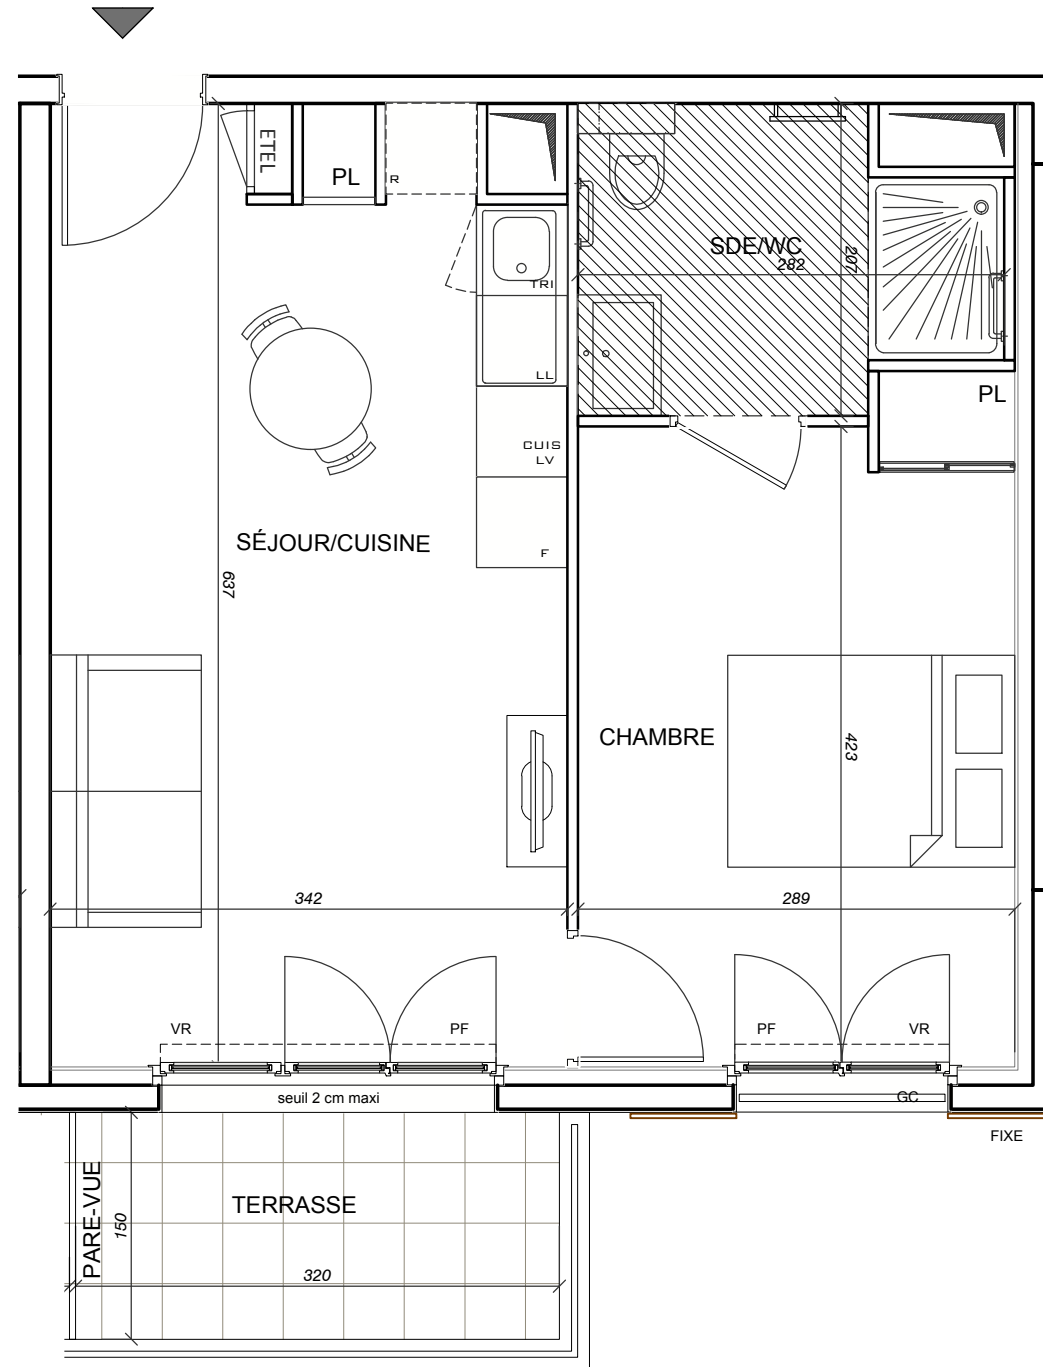 ETEL
PL
R
SDE/WC
282
207
TRI
LL
PL
CUIS
LV
F
SÉJOUR/CUISINE
637
CHAMBRE
423
342
289
VR
PF
PF
VR
seuil 2 cm maxi
GC
FIXE
PARE-VUE
150
TERRASSE
320